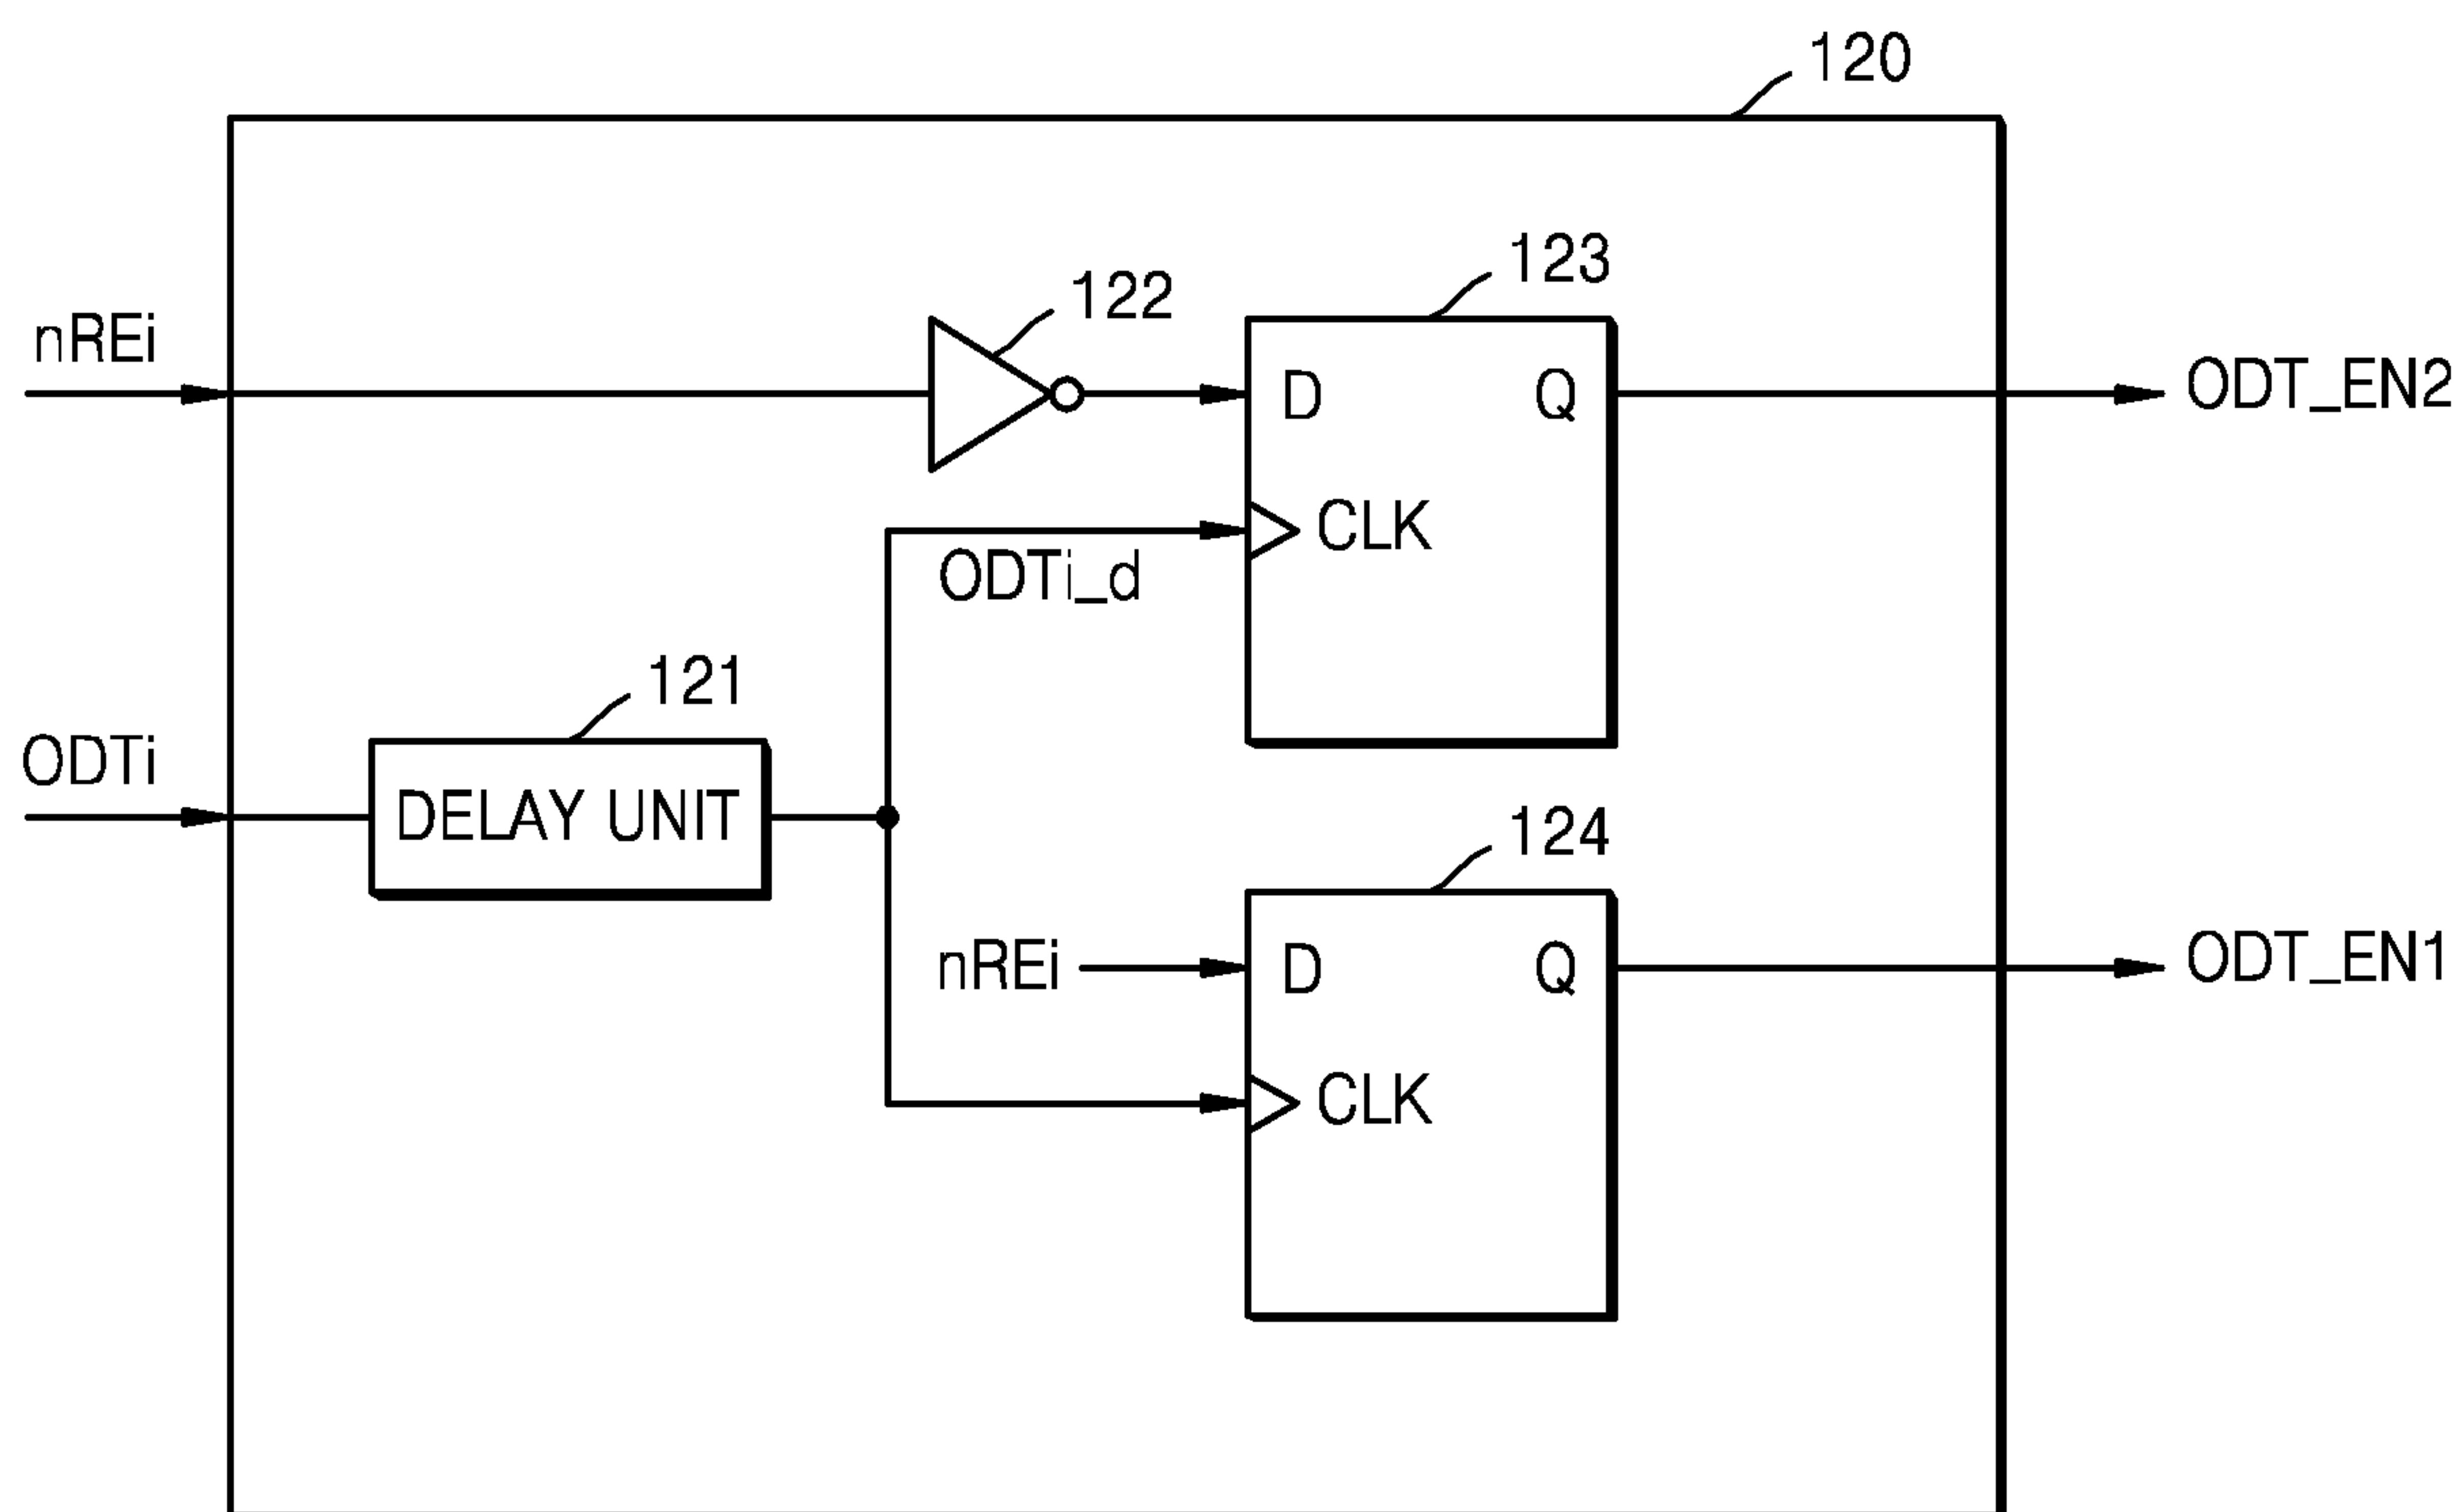 120
123
122
nREi
D
Q
ODT_EN2
CLK
ODTi_d
121
ODTi
DELAY UNIT
124
nREi
D
Q
ODT_EN1
CLK